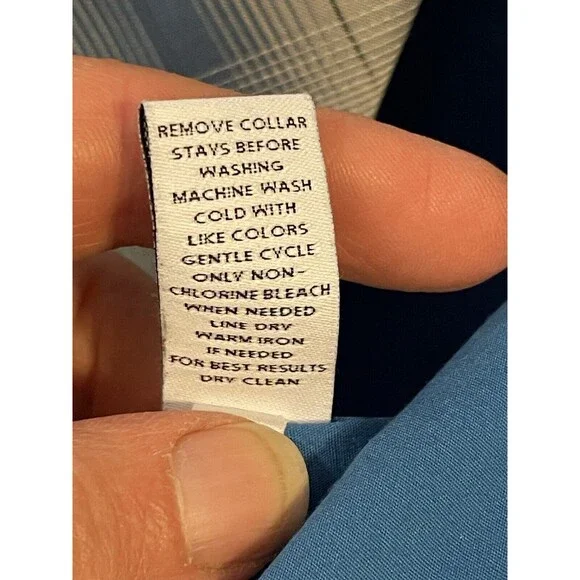 REMOVE COLLAR
STAYS BEFORE
WASHING
MACHINE WASH
COLD WITH
LIKE COLORS
GENTLE CYCLE
ONLY NON-
CHLORINE BLEACH
WHEN NEEDED
LINE DRY
WARM IRON
IF NEEDED
FOR BEST RESULTS
DRY CLEAN